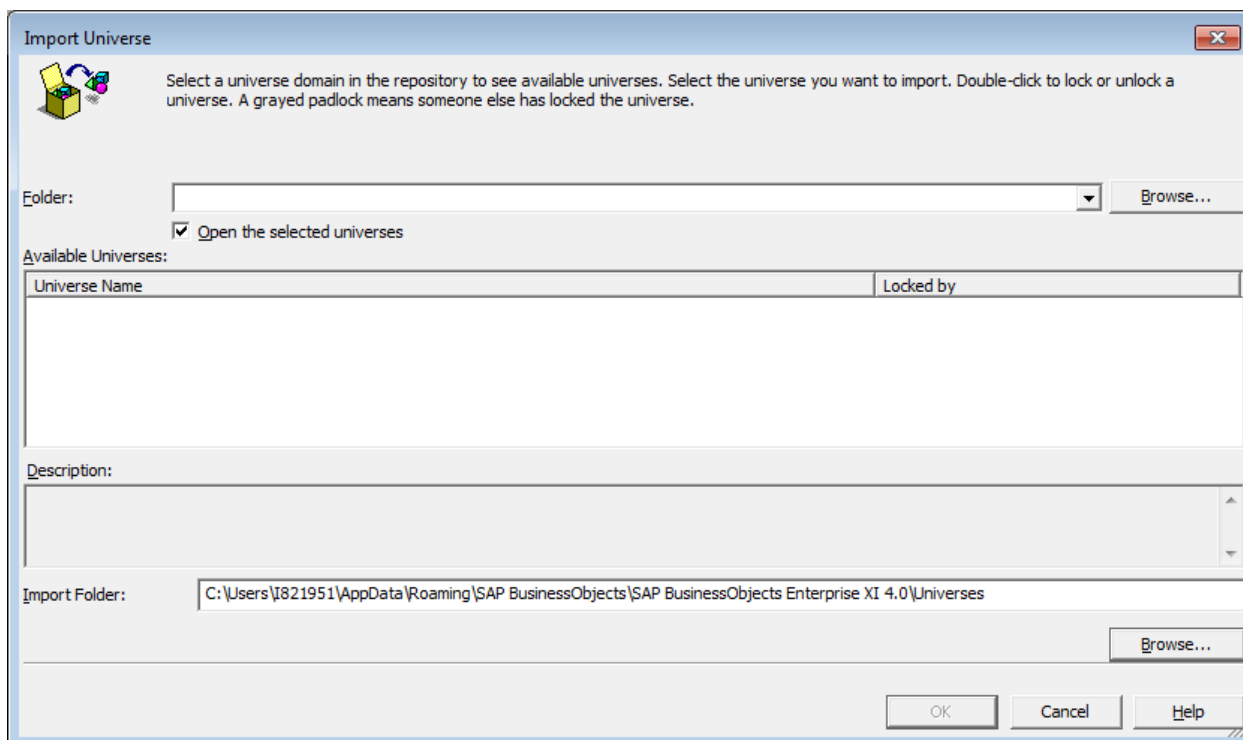 Import Universe
Select a universe domain in the repository to see available universes. Select the universe you want to import. Double-click to lock or unlock a
universe. A grayed padlock means someone else has locked the universe.
Folder:
Browse...
Open the selected universes
Available Universes:
Universe Name Locked by
Description:
Import Folder: C:\Users\I821951\AppData\Roaming\SAP BusinessObjects\SAP BusinessObjects Enterprise XI 4.0\Universes
Browse...
OK Cancel Help